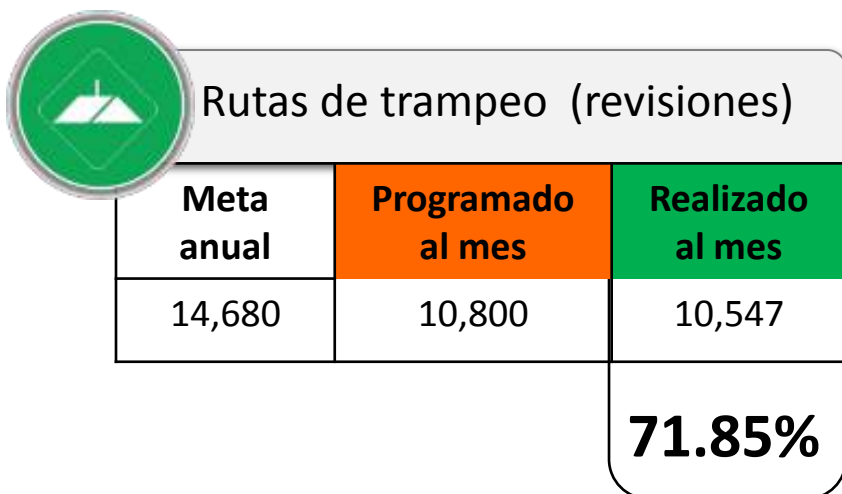 Rutas de trampeo (revisiones)
Meta anual
Programado al mes
Realizado al mes
14,680
10,800
10,547
71.85%